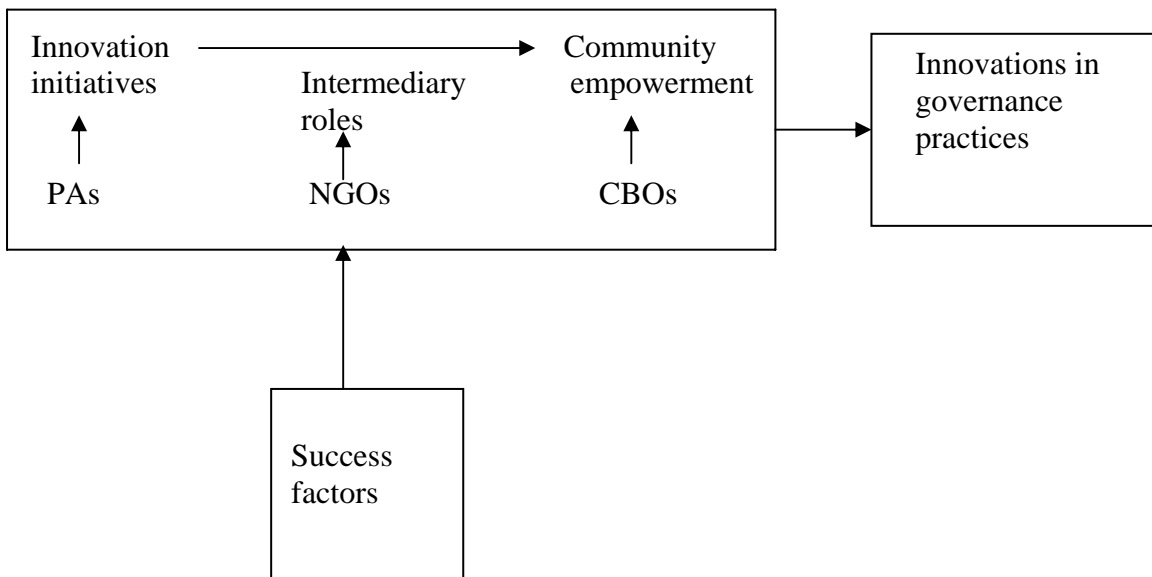 Innovation
initiatives
Intermediary
roles
Community
empowerment
PAs
NGOs
CBOs
Innovations in
governance
practices
Success
factors